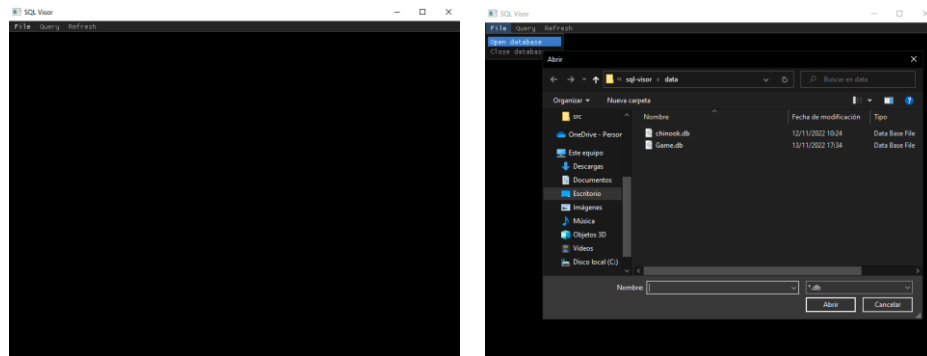 SQL Visor
File Query Refresh
SQL Visor
File Query Refresh
Open database
Close databas
Abrir
« sql-visor › data
Buscar en data
Organizar Nueva carpeta
Nombre Fecha de modificación Tipo
src
OneDrive - Person
Este equipo
Descargas
Documentos
Escritorio
Imágenes
Música
Objetos 3D
Vídeos
Disco local (C:)
chinook.db 12/11/2022 10:24 Data Base File
Game.db 13/11/2022 17:34 Data Base File
Nombre *.db
Abrir Cancelar